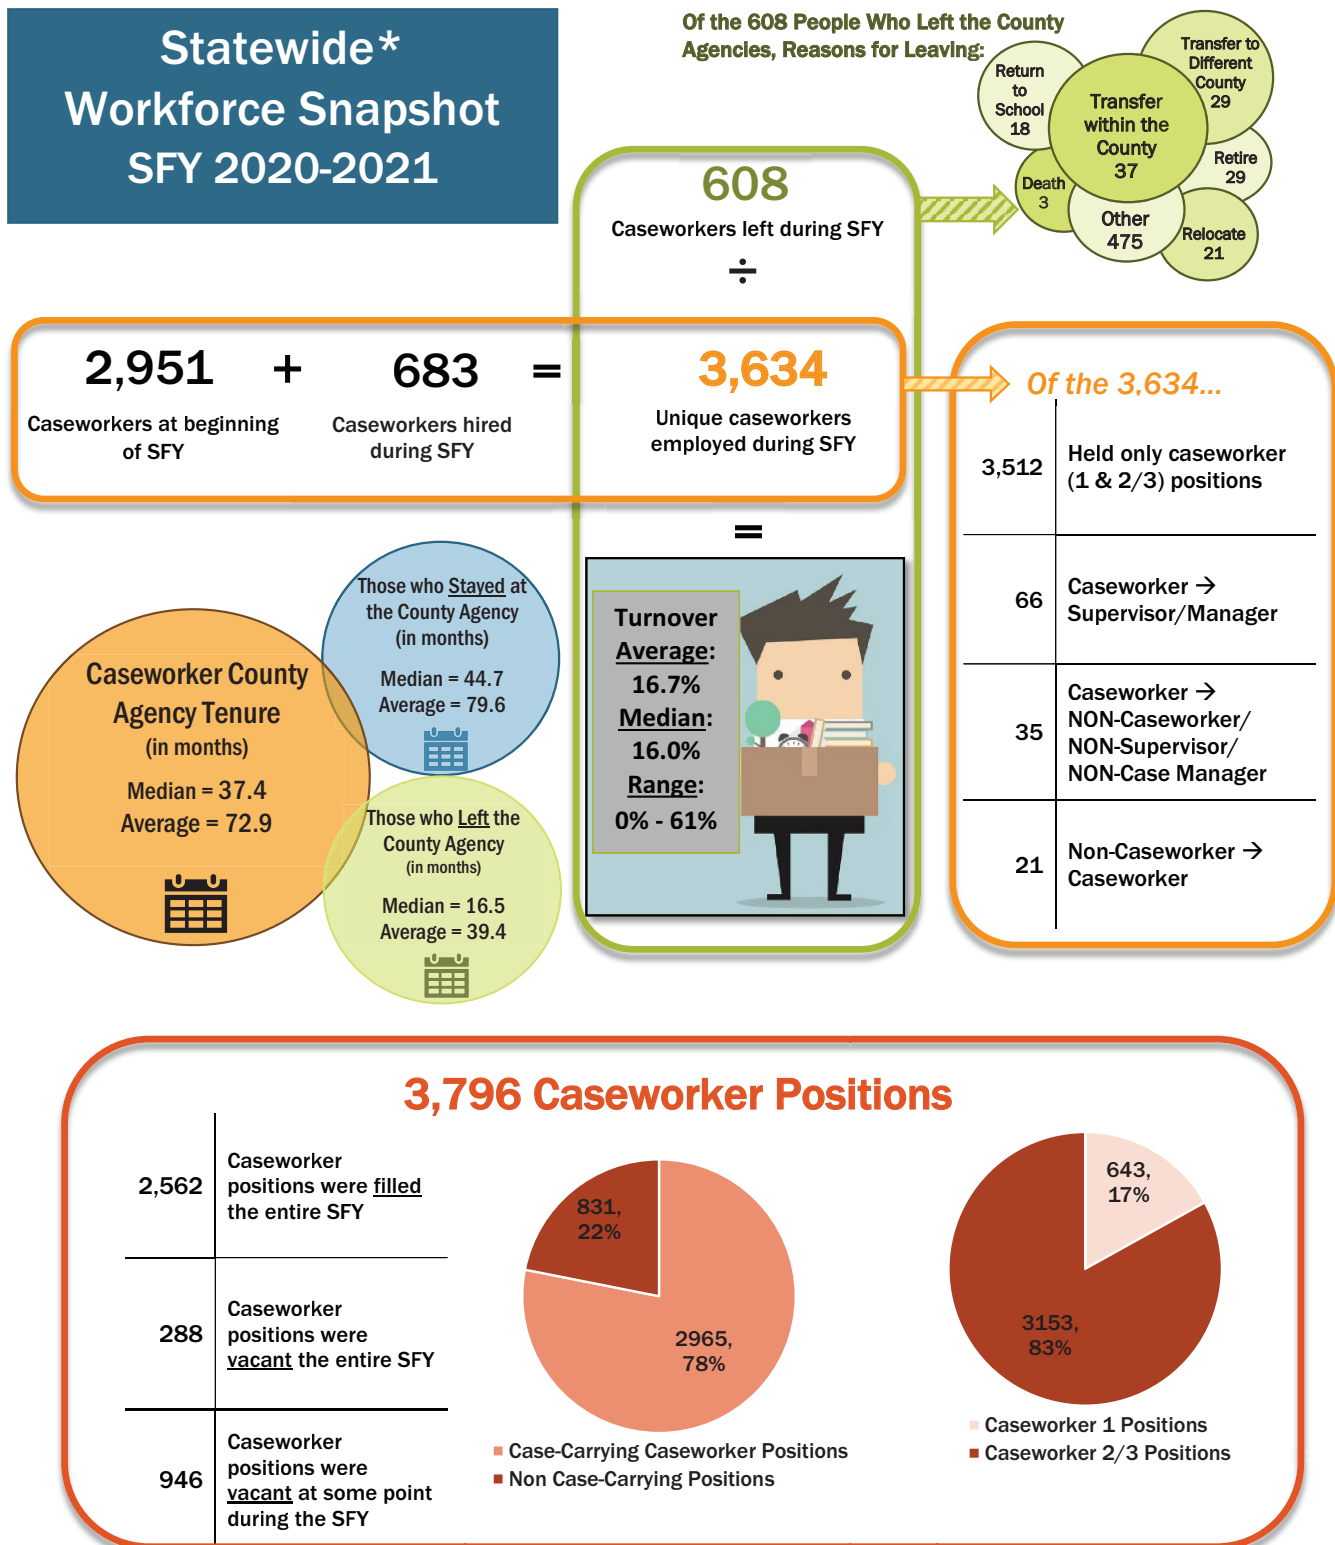 Statewide*
Workforce Snapshot
SFY 2020-2021
Of the 608 People Who Left the County
Agencies, Reasons for Leaving:
Return
to
School
18
Transfer
within the
County
37
Transfer to
Different
County
29
Retire
29
Death
3
Other
475
Relocate
21
608
Caseworkers left during SFY
÷
2,951
+
683
=
3,634
Caseworkers at beginning
of SFY
Caseworkers hired
during SFY
Unique caseworkers
employed during SFY
=
Of the 3,634...
3,512
Held only caseworker
(1 & 2/3) positions
66
Caseworker →
Supervisor/Manager
35
Caseworker →
NON-Caseworker/
NON-Supervisor/
NON-Case Manager
21
Non-Caseworker →
Caseworker
Caseworker County
Agency Tenure
(in months)
Median = 37.4
Average = 72.9
Those who Stayed at
the County Agency
(in months)
Median = 44.7
Average = 79.6
Those who Left the
County Agency
(in months)
Median = 16.5
Average = 39.4
Turnover
Average:
16.7%
Median:
16.0%
Range:
0% - 61%
3,796 Caseworker Positions
2,562
Caseworker
positions were filled
the entire SFY
288
Caseworker
positions were
vacant the entire SFY
946
Caseworker
positions were
vacant at some point
during the SFY
831,
22%
2965,
78%
Case-Carrying Caseworker Positions
Non Case-Carrying Positions
643,
17%
3153,
83%
Caseworker 1 Positions
Caseworker 2/3 Positions